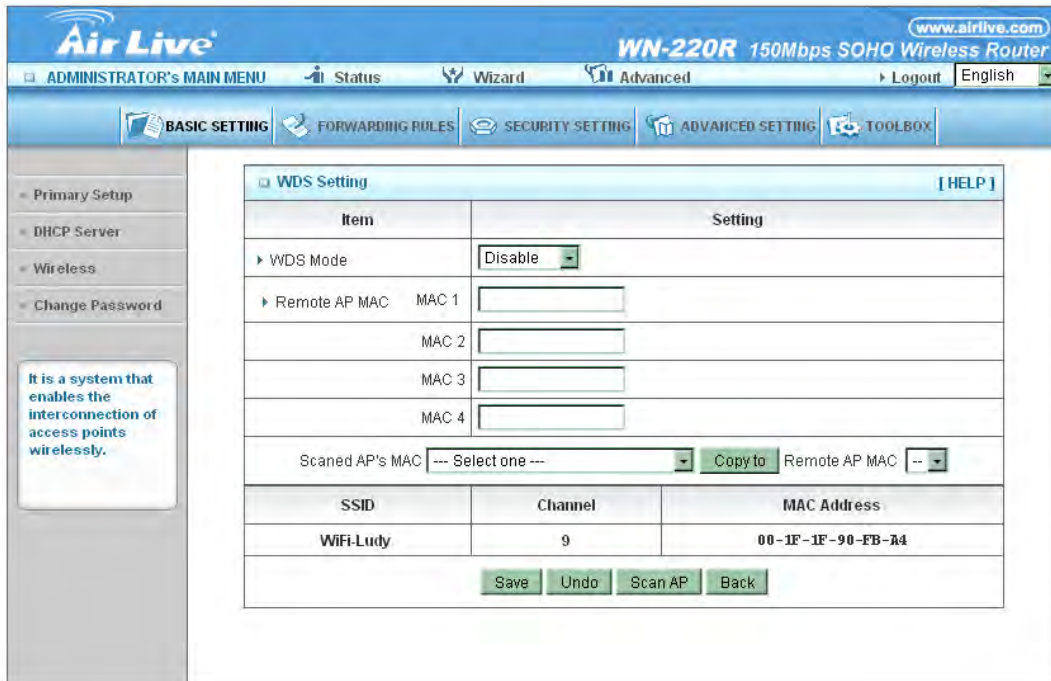 Air Live®
www.airlive.com
WN-220R 150Mbps SOHO Wireless Router
ADMINISTRATOR's MAIN MENU Status Wizard Advanced Logout English
BASIC SETTING FORWARDING RULES SECURITY SETTING ADVANCED SETTING TOOLBOX
Primary Setup
DHCP Server
Wireless
Change Password
It is a system that
enables the
interconnection of
access points
wirelessly.
WDS Setting [ HELP ]
Item Setting
WDS Mode Disable
Remote AP MAC MAC 1
MAC 2
MAC 3
MAC 4
Scaned AP's MAC --- Select one --- Copy to Remote AP MAC --
SSID Channel MAC Address
WiFi-Ludy 9 00-1F-1F-90-FB-A4
Save Undo Scan AP Back